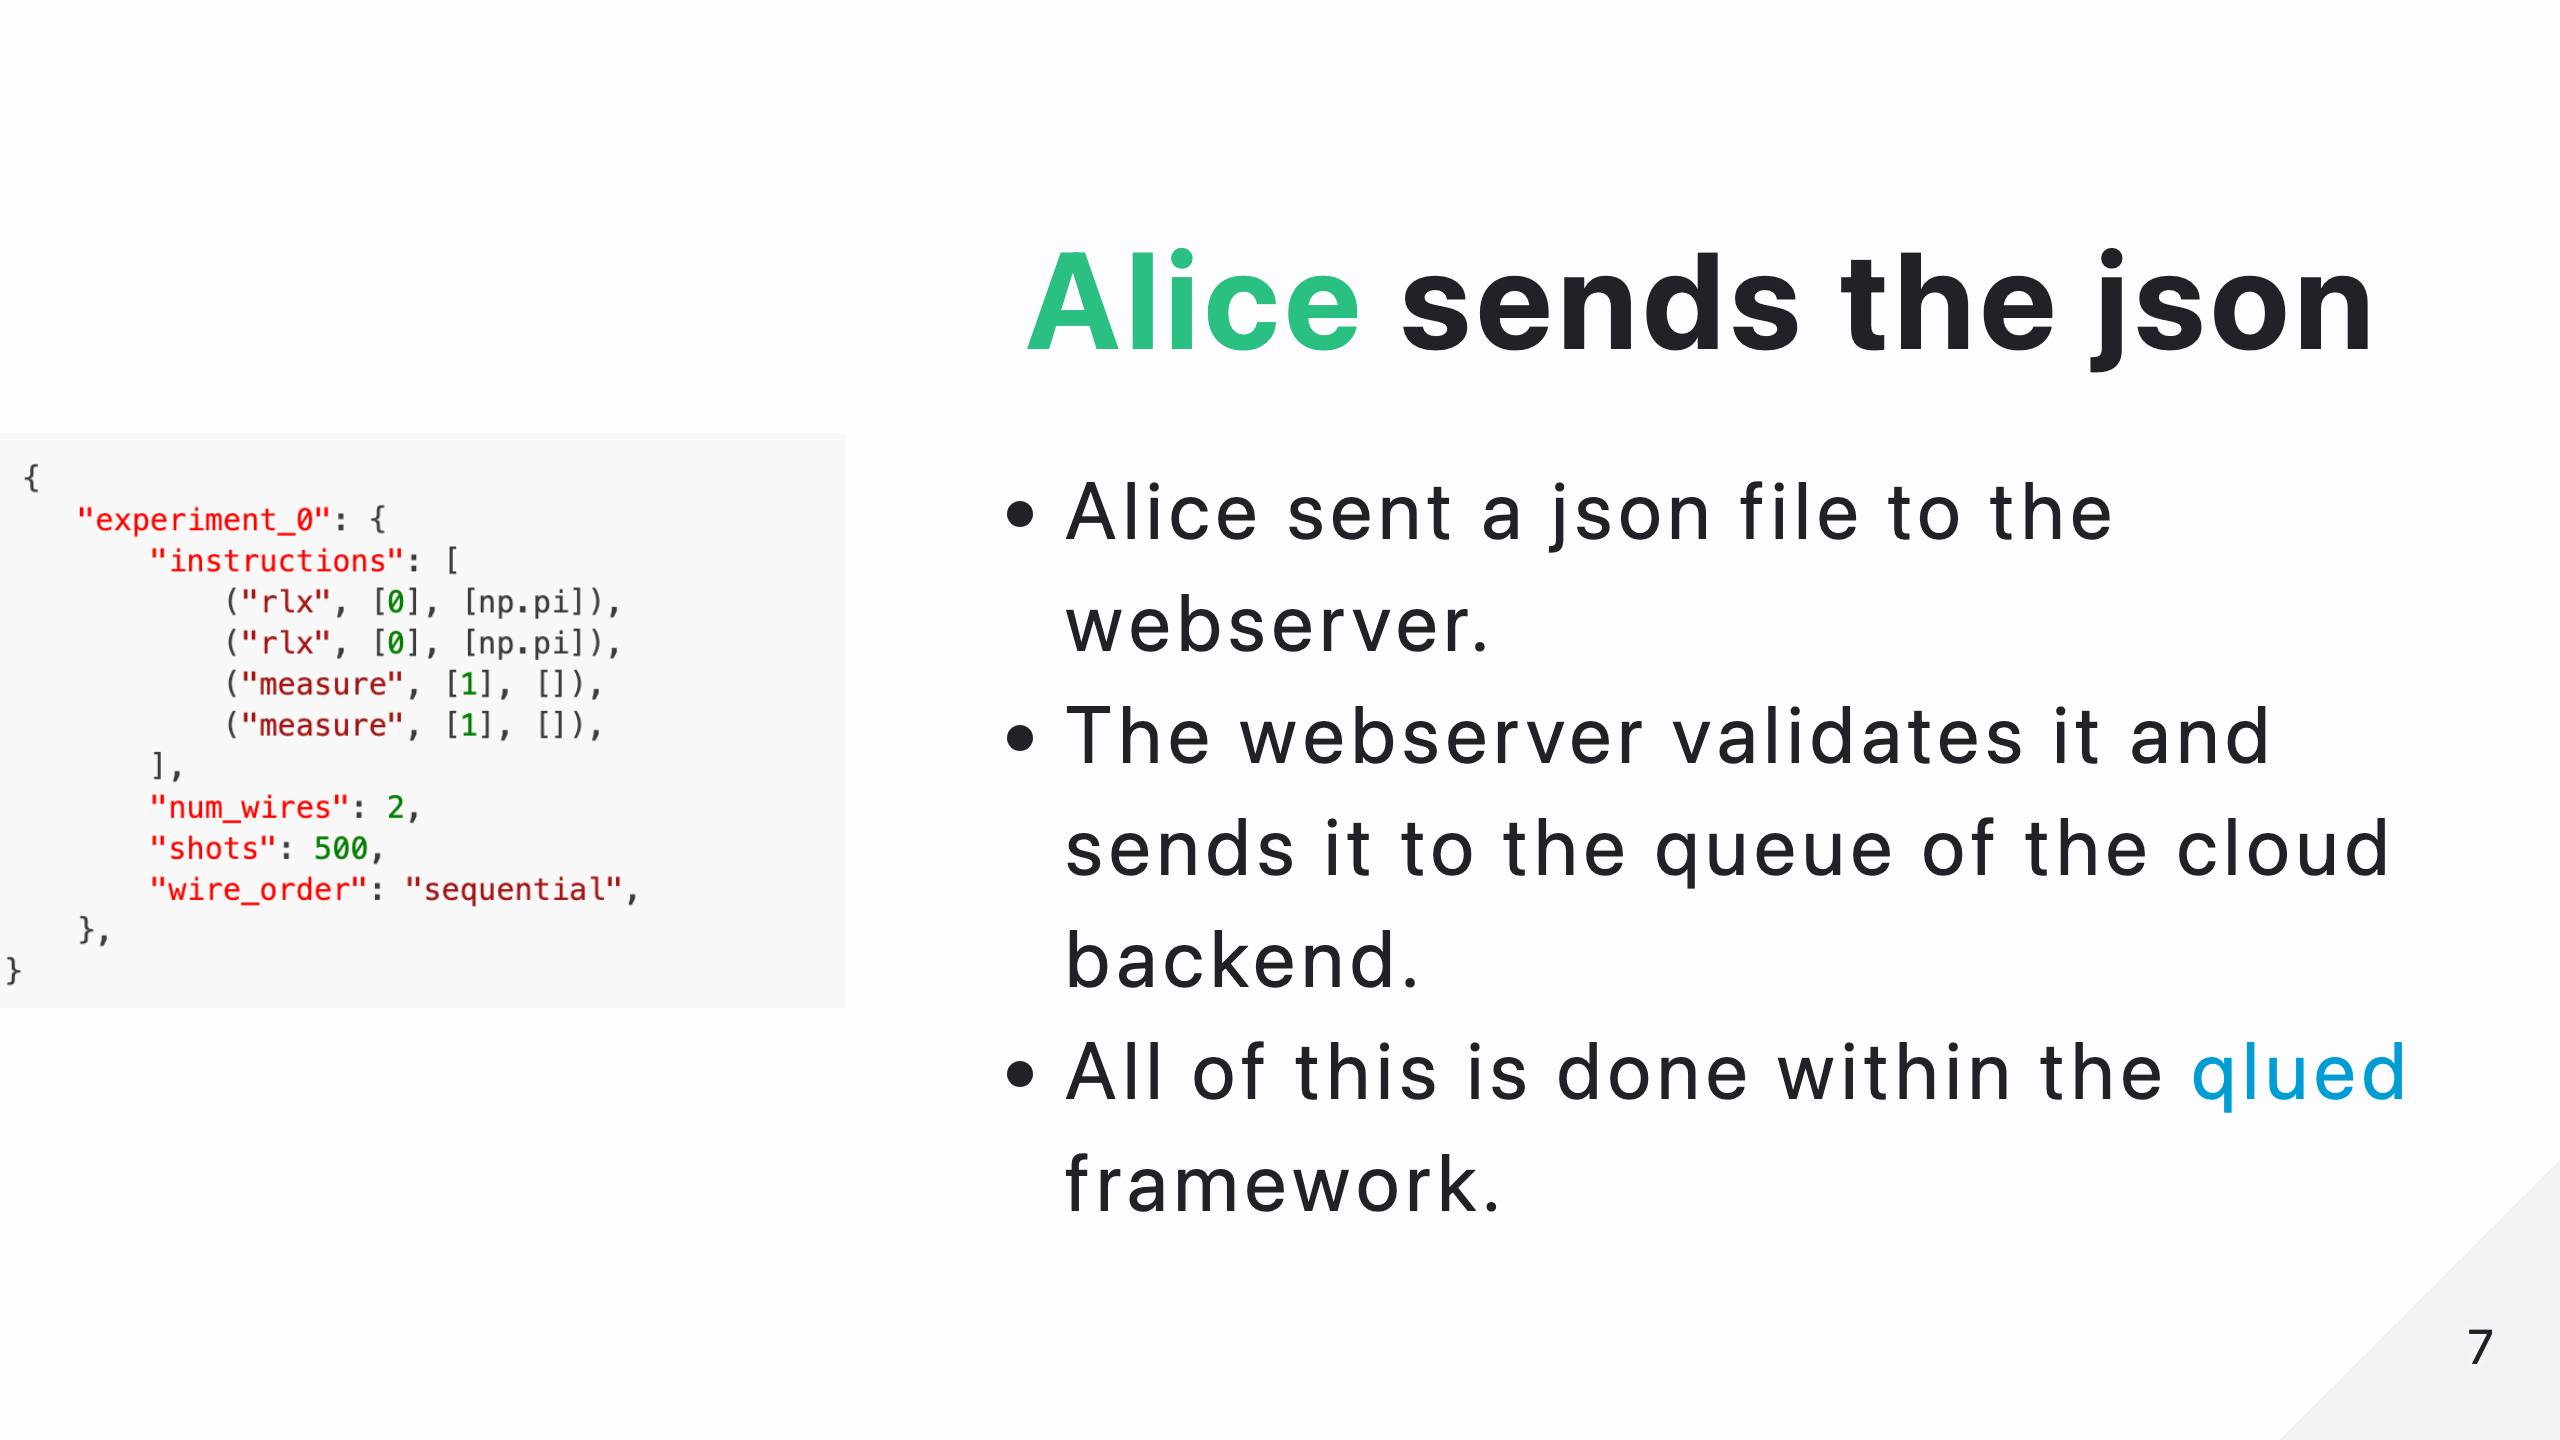 Alice sends the json
{
    "experiment_0": {
        "instructions": [
            ("rlx", [0], [np.pi]),
            ("rlx", [0], [np.pi]),
            ("measure", [1], []),
            ("measure", [1], []),
        ],
        "num_wires": 2,
        "shots": 500,
        "wire_order": "sequential",
    },
}
• Alice sent a json file to the
webserver.
• The webserver validates it and
sends it to the queue of the cloud
backend.
• All of this is done within the qlued
framework.
7